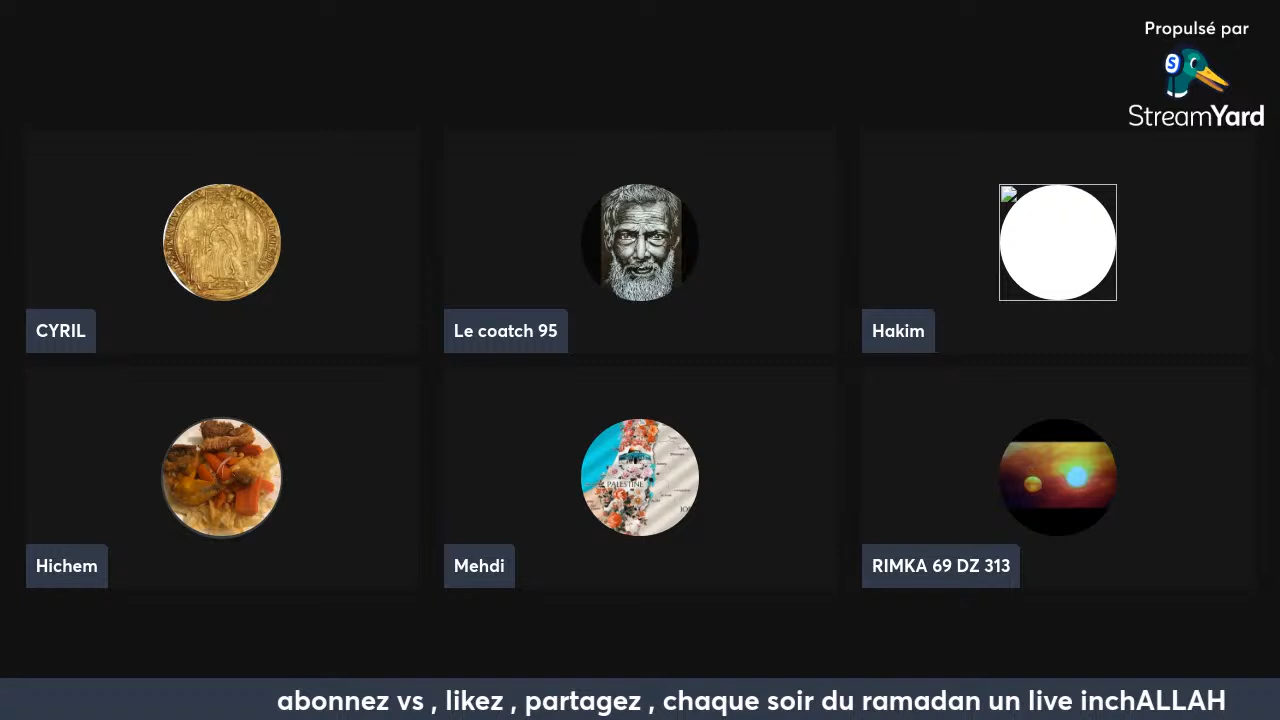 Propulsé par
S
StreamYard
CYRIL
Le coatch 95
Hakim
PALESTINE
Hichem
Mehdi
RIMKA 69 DZ 313
abonnez vs , likez , partagez , chaque soir du ramadan un live inchALLAH